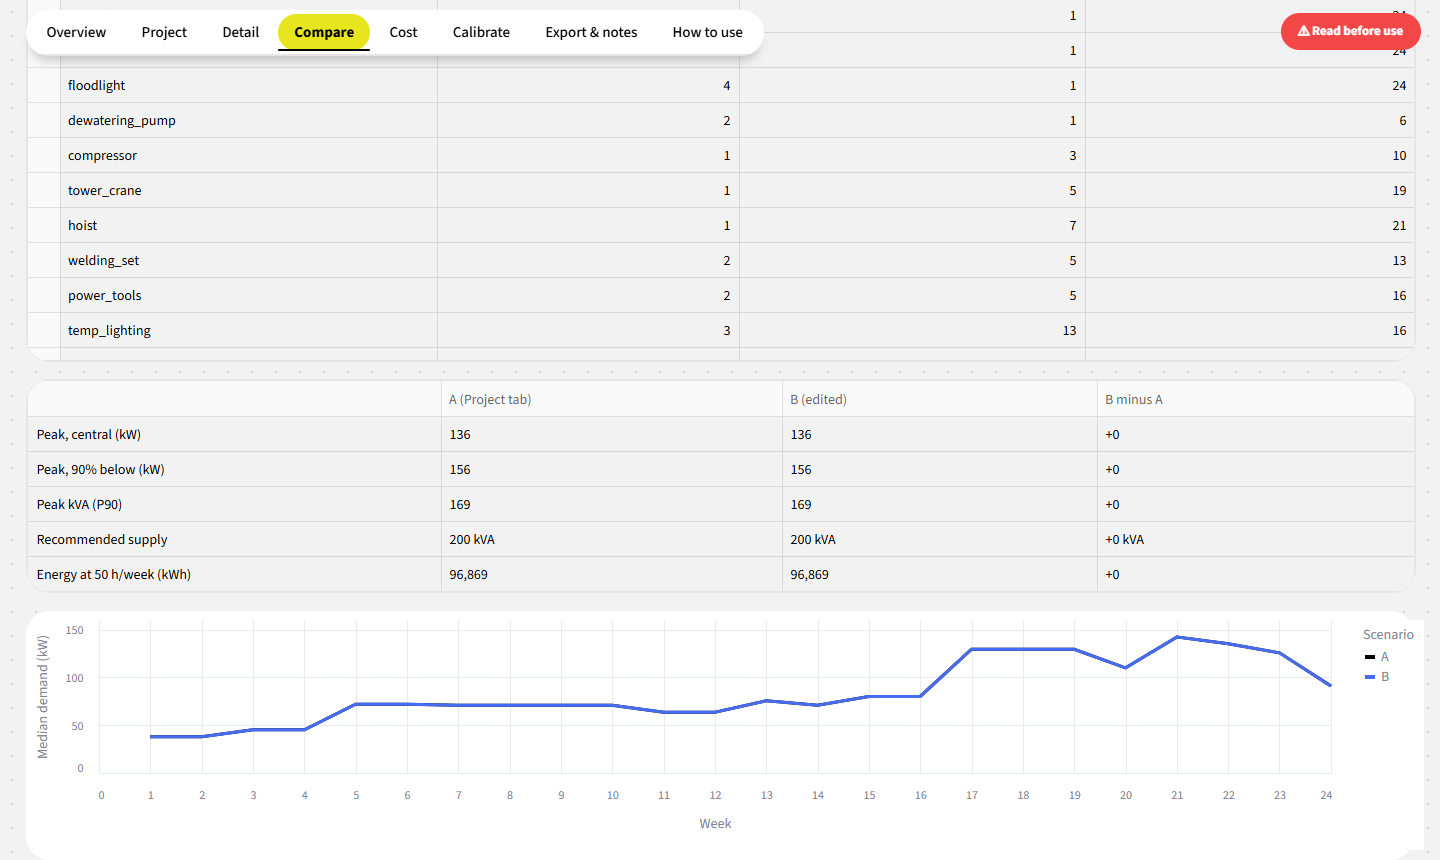 Overview Project Detail Compare Cost Calibrate Export & notes How to use ⚠ Read before use
1
1 24
floodlight 4 1 24
dewatering_pump 2 1 6
compressor 1 3 10
tower_crane 1 5 19
hoist 1 7 21
welding_set 2 5 13
power_tools 2 5 16
temp_lighting 3 13 16
A (Project tab) B (edited) B minus A
Peak, central (kW) 136 136 +0
Peak, 90% below (kW) 156 156 +0
Peak kVA (P90) 169 169 +0
Recommended supply 200 kVA 200 kVA +0 kVA
Energy at 50 h/week (kWh) 96,869 96,869 +0
Median demand (kW)
150
100
50
0
0 1 2 3 4 5 6 7 8 9 10 11 12 13 14 15 16 17 18 19 20 21 22 23 24
Week
Scenario
A
B